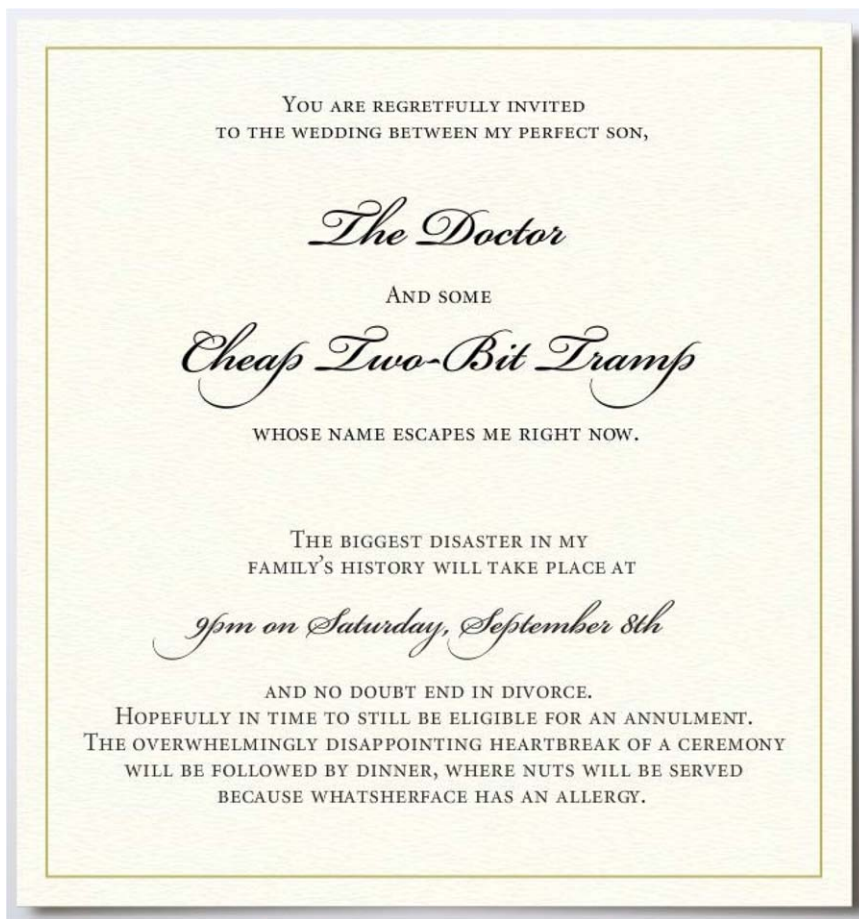 You are regretfully invited
to the wedding between my perfect son,
The Doctor
And some
Cheap Two-Bit Tramp
whose name escapes me right now.
The biggest disaster in my
family's history will take place at
9pm on Saturday, September 8th
and no doubt end in divorce.
Hopefully in time to still be eligible for an annulment.
The overwhelmingly disappointing heartbreak of a ceremony
will be followed by dinner, where nuts will be served
because whatsherface has an allergy.